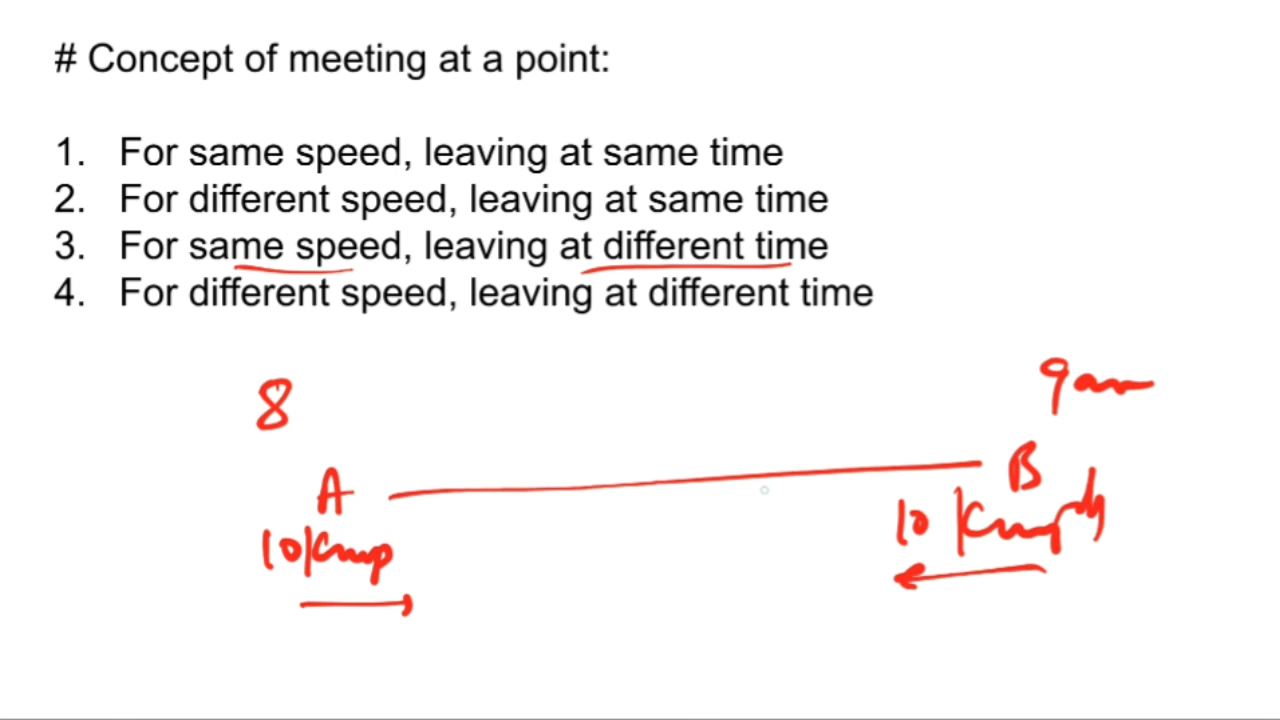 # Concept of meeting at a point:
1. For same speed, leaving at same time
2. For different speed, leaving at same time
3. For same speed, leaving at different time
4. For different speed, leaving at different time
8
9am
A
B
10 Kmp
10 Kmph